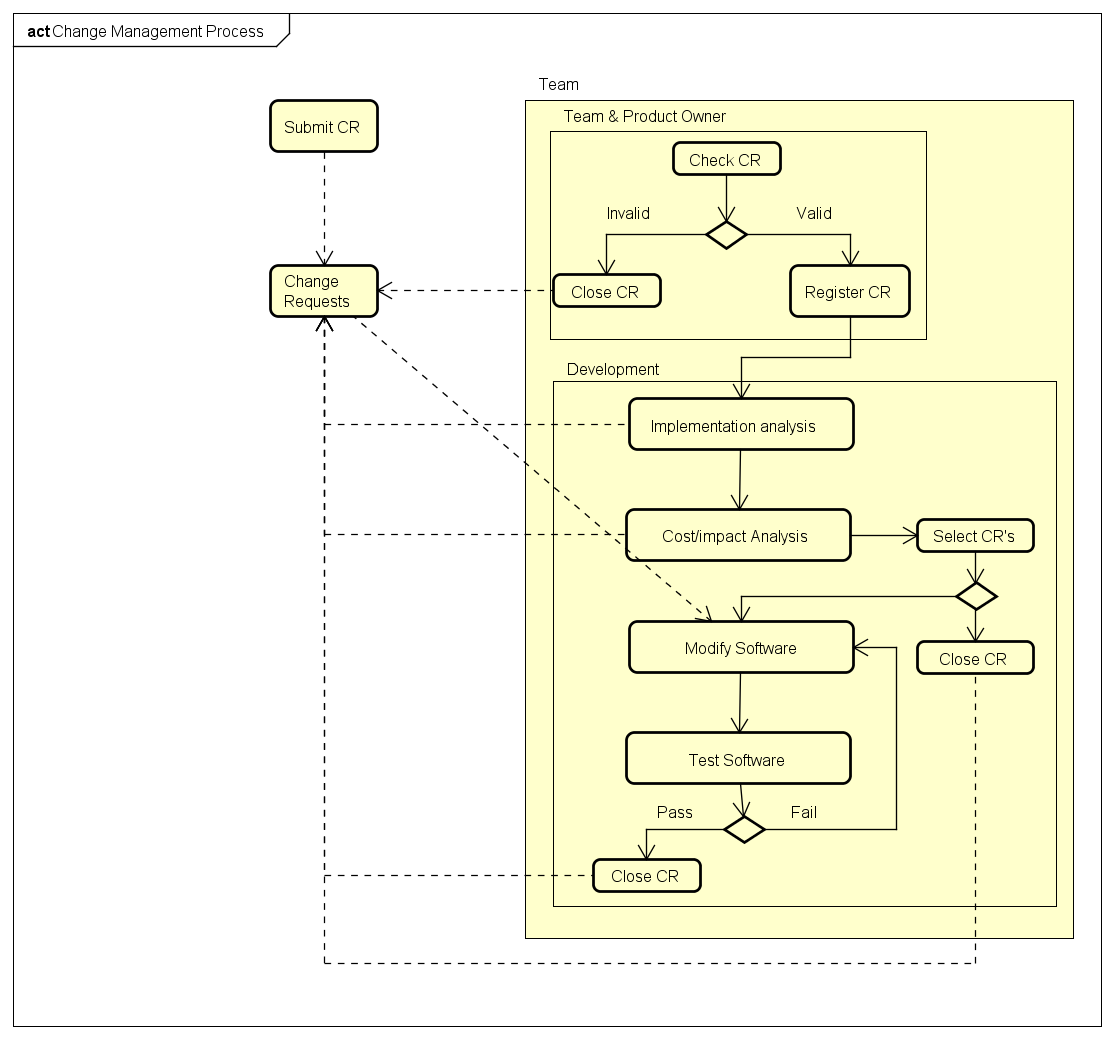 act Change Management Process
Team
Submit CR
Team & Product Owner
Check CR
Invalid
Valid
Change
Requests
Close CR
Register CR
Development
Implementation analysis
Cost/impact Analysis
Select CR's
Modify Software
Close CR
Test Software
Pass
Fail
Close CR